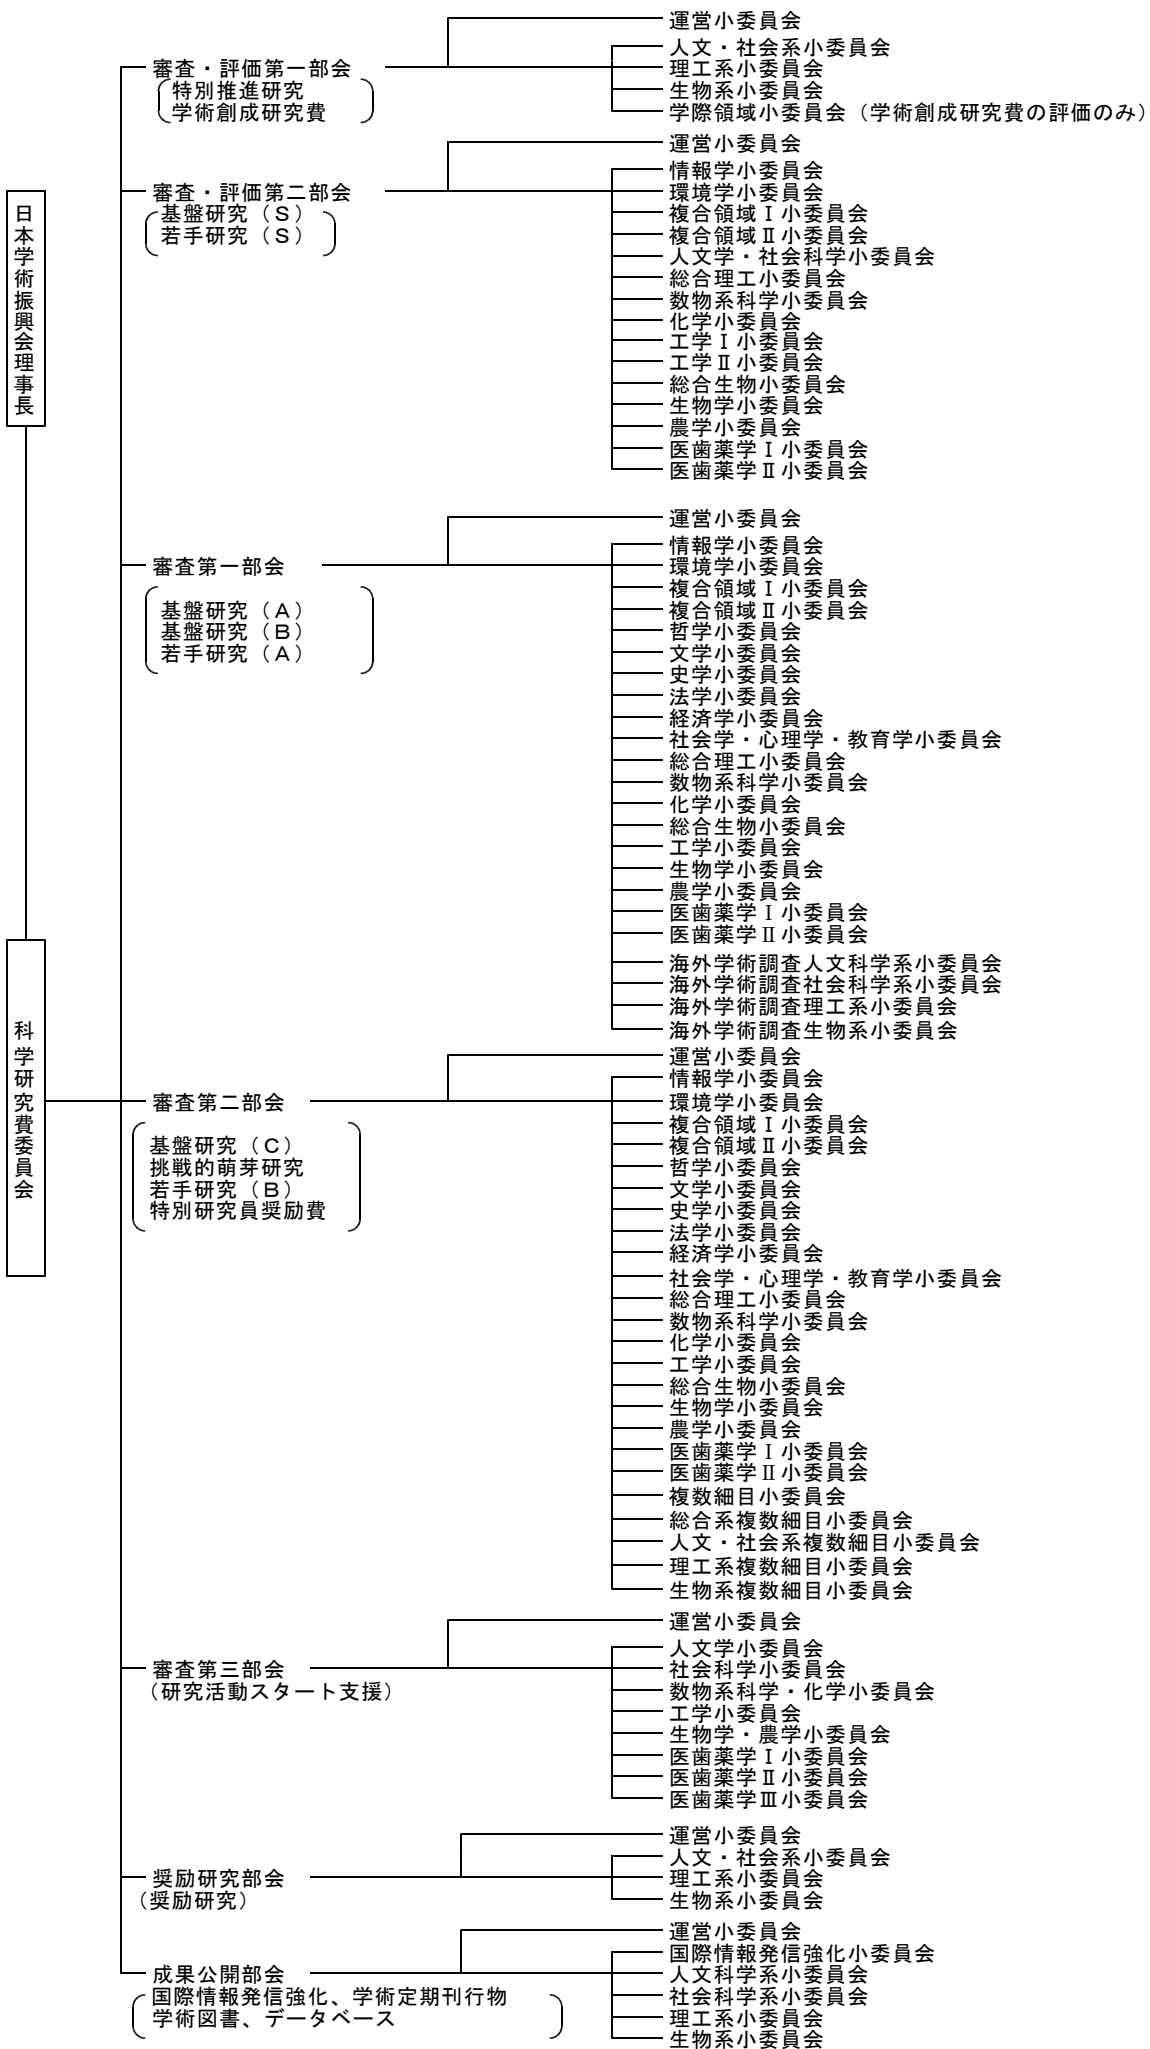 日本学術振興会理事長
科学研究費委員会
審査・評価第一部会
特別推進研究
学術創成研究費
運営小委員会
人文・社会系小委員会
理工系小委員会
生物系小委員会
学際領域小委員会（学術創成研究費の評価のみ）
審査・評価第二部会
基盤研究（Ｓ）
若手研究（Ｓ）
運営小委員会
情報学小委員会
環境学小委員会
複合領域Ⅰ小委員会
複合領域Ⅱ小委員会
人文学・社会科学小委員会
総合理工小委員会
数物系科学小委員会
化学小委員会
工学Ⅰ小委員会
工学Ⅱ小委員会
総合生物小委員会
生物学小委員会
農学小委員会
医歯薬学Ⅰ小委員会
医歯薬学Ⅱ小委員会
審査第一部会
基盤研究（Ａ）
基盤研究（Ｂ）
若手研究（Ａ）
運営小委員会
情報学小委員会
環境学小委員会
複合領域Ⅰ小委員会
複合領域Ⅱ小委員会
哲学小委員会
文学小委員会
史学小委員会
法学小委員会
経済学小委員会
社会学・心理学・教育学小委員会
総合理工小委員会
数物系科学小委員会
化学小委員会
総合生物小委員会
工学小委員会
生物学小委員会
農学小委員会
医歯薬学Ⅰ小委員会
医歯薬学Ⅱ小委員会
海外学術調査人文科学系小委員会
海外学術調査社会科学系小委員会
海外学術調査理工系小委員会
海外学術調査生物系小委員会
審査第二部会
基盤研究（Ｃ）
挑戦的萌芽研究
若手研究（Ｂ）
特別研究員奨励費
運営小委員会
情報学小委員会
環境学小委員会
複合領域Ⅰ小委員会
複合領域Ⅱ小委員会
哲学小委員会
文学小委員会
史学小委員会
法学小委員会
経済学小委員会
社会学・心理学・教育学小委員会
総合理工小委員会
数物系科学小委員会
化学小委員会
工学小委員会
総合生物小委員会
生物学小委員会
農学小委員会
医歯薬学Ⅰ小委員会
医歯薬学Ⅱ小委員会
複数細目小委員会
総合系複数細目小委員会
人文・社会系複数細目小委員会
理工系複数細目小委員会
生物系複数細目小委員会
審査第三部会
（研究活動スタート支援）
運営小委員会
人文学小委員会
社会科学小委員会
数物系科学・化学小委員会
工学小委員会
生物学・農学小委員会
医歯薬学Ⅰ小委員会
医歯薬学Ⅱ小委員会
医歯薬学Ⅲ小委員会
奨励研究部会
（奨励研究）
運営小委員会
人文・社会系小委員会
理工系小委員会
生物系小委員会
成果公開部会
国際情報発信強化、学術定期刊行物
学術図書、データベース
運営小委員会
国際情報発信強化小委員会
人文科学系小委員会
社会科学系小委員会
理工系小委員会
生物系小委員会